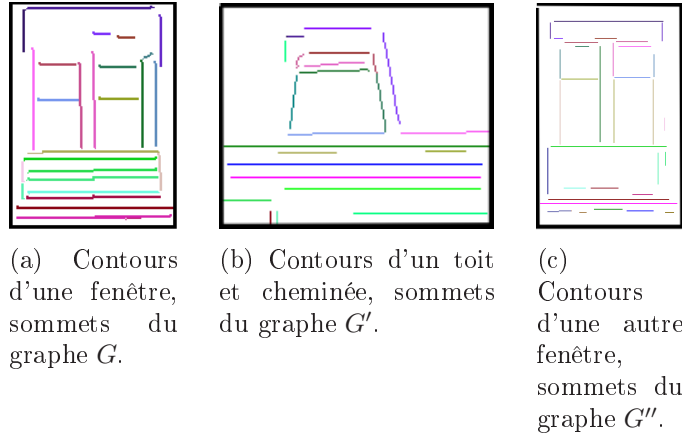 (a) Contours
d'une fenêtre,
sommets du
graphe G.
(b) Contours d'un toit
et cheminée, sommets
du graphe G′.
(c)
Contours
d'une autre
fenêtre,
sommets du
graphe G″.